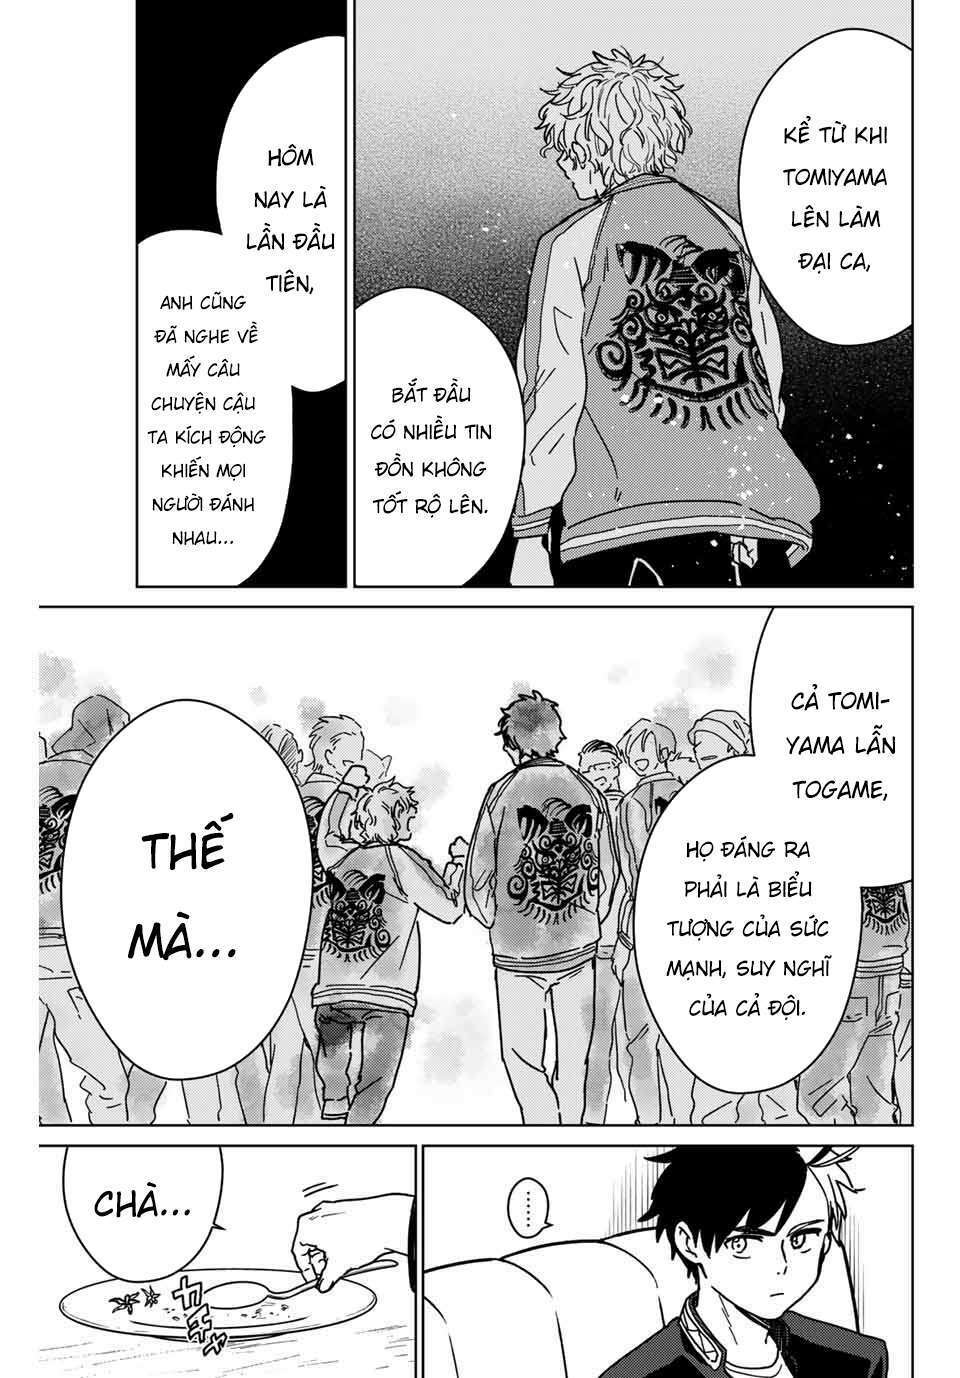 KỂ TỪ KHI
TOMIYAMA
LÊN LÀM
ĐẠI CA,
BẮT ĐẦU
CÓ NHIỀU TIN
ĐỒN KHÔNG
TỐT RỘ LÊN.
HÔM
NAY LÀ
LẦN ĐẦU
TIÊN,
ANH CŨNG
ĐÃ NGHE VỀ
MẤY CÂU
CHUYỆN CẬU
TA KÍCH ĐỘNG
KHIẾN MỌI
NGƯỜI ĐÁNH
NHAU...
CẢ TOMI-
YAMA LẪN
TOGAME,
HỌ ĐÁNG RA
PHẢI LÀ BIỂU
TƯỢNG CỦA SỨC
MẠNH, SUY NGHĨ
CỦA CẢ ĐỘI.
THẾ
MÀ...
......
CHÀ...
カチャ